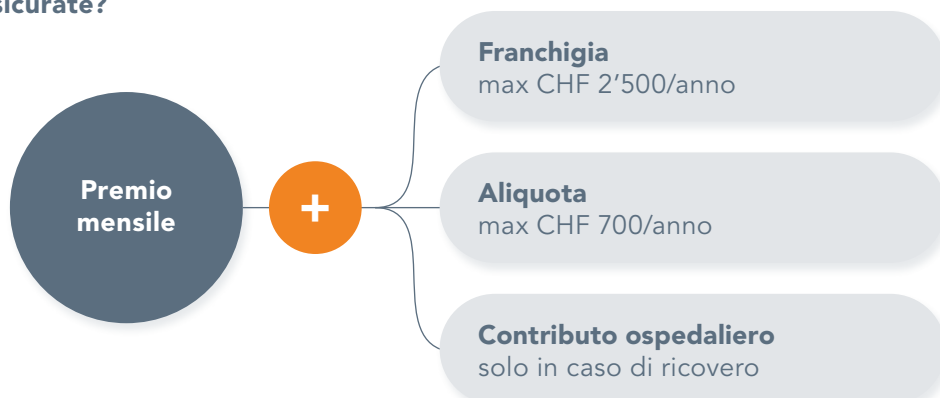 Premio
mensile
+
Franchigia
max CHF 2’500/anno
Aliquota
max CHF 700/anno
Contributo ospedaliero
solo in caso di ricovero